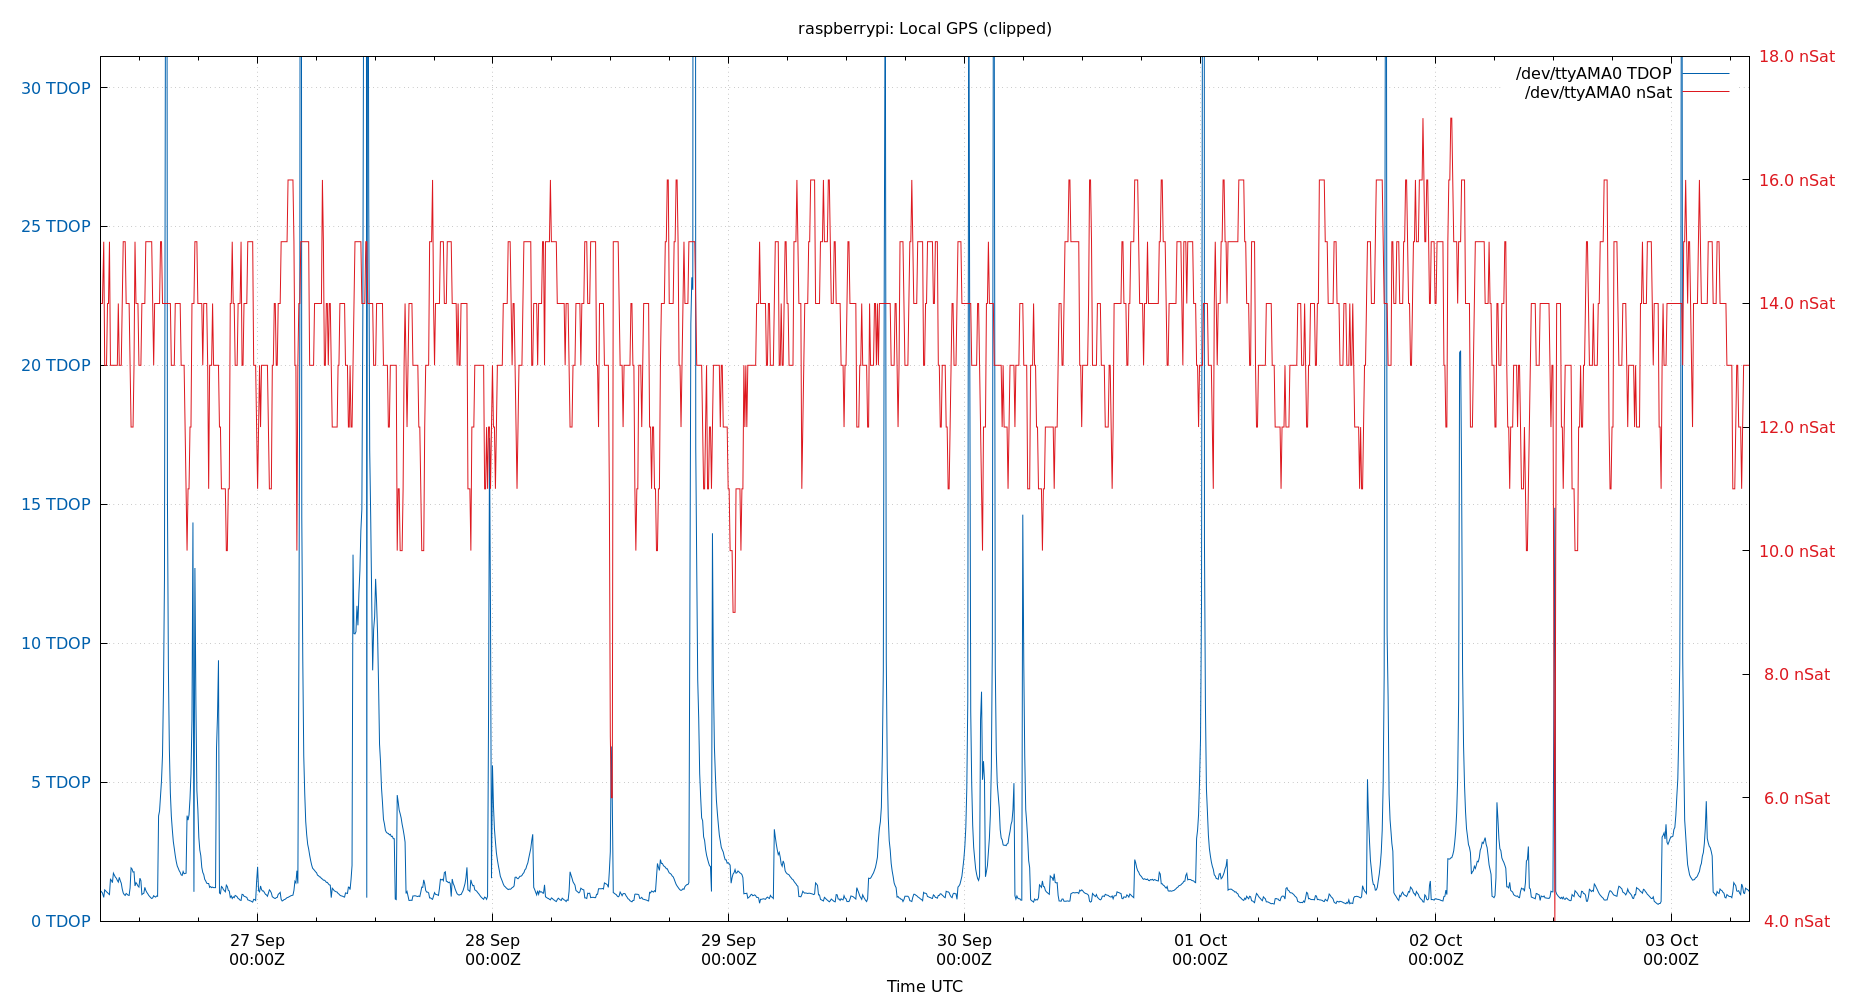 raspberrypi: Local GPS (clipped)
/dev/ttyAMA0 TDOP
/dev/ttyAMA0 nSat
30 TDOP
25 TDOP
20 TDOP
15 TDOP
10 TDOP
5 TDOP
0 TDOP
18.0 nSat
16.0 nSat
14.0 nSat
12.0 nSat
10.0 nSat
8.0 nSat
6.0 nSat
4.0 nSat
27 Sep
00:00Z
28 Sep
00:00Z
29 Sep
00:00Z
30 Sep
00:00Z
01 Oct
00:00Z
02 Oct
00:00Z
03 Oct
00:00Z
Time UTC